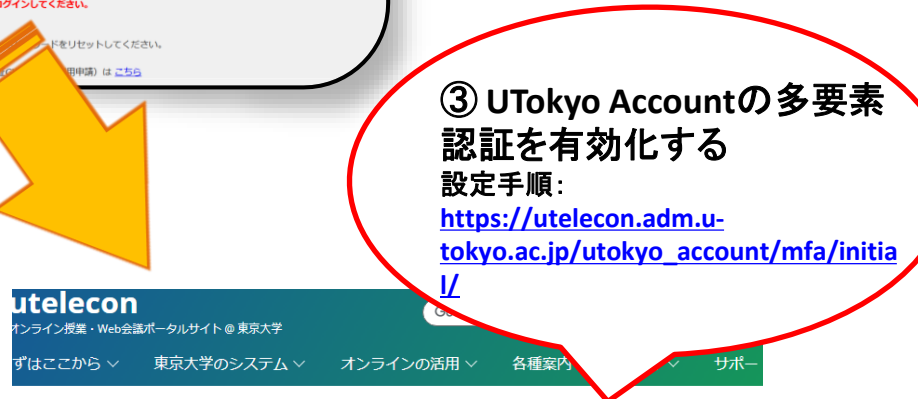 グインしてください。
ードをリセットしてください。
用申請）は こちら
③ UTokyo Accountの多要素
認証を有効化する
設定手順：
https://utelecon.adm.u-
tokyo.ac.jp/utokyo_account/mfa/initia
l/
utelecon
オンライン授業・Web会議ポータルサイト @ 東京大学
ずはここから
東京大学のシステム
オンラインの活用
各種案内
サポー